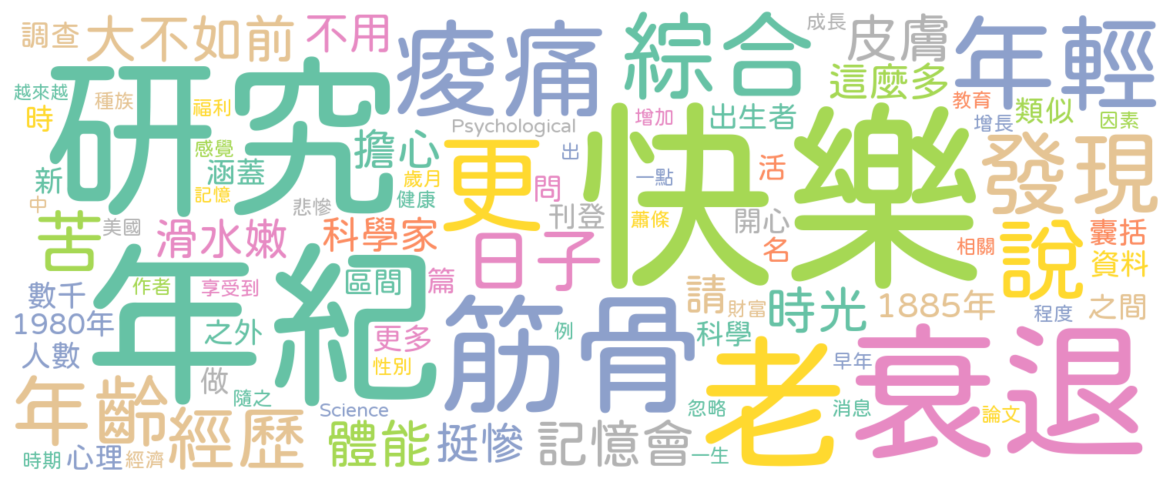 調查
大不如前
不用
痠痛
綜合
成長
皮膚
年輕
越來越
種族
福利
研究
這麼多
教育
類似
時
Psychological
增加
出生者
增長
因素
感覺
擔心
更
快樂
發現
新
涵蓋
歲月
問
出
一點
活
中
記憶
健康
悲慘
刊登
蕭條
開心
苦
美國
滑水嫩
科學家
日子
名
相關
說
囊括
資料
年紀
作者
享受到
區間
篇
數千
請
財富
時光
1885年
程度
之間
1980年
之外
更多
筋骨
例
科學
人數
性別
老
早年
衰退
年齡
做
隨之
經歷
Science
忽略
消息
論文
時期
心理
經濟
體能
挺慘
記憶會
一生